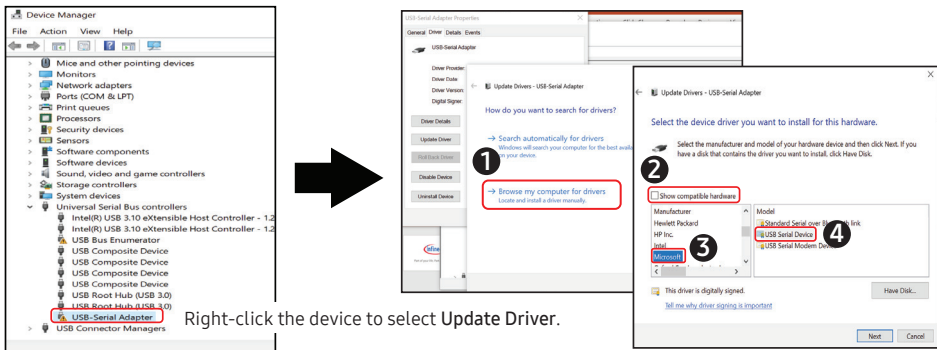 Device Manager
File Action View Help
Mice and other pointing devices
Monitors
Network adapters
Ports (COM & LPT)
Print queues
Processors
Security devices
Sensors
Software components
Software devices
Sound, video and game controllers
Storage controllers
System devices
Universal Serial Bus controllers
Intel(R) USB 3.10 eXtensible Host Controller - 1.2
Intel(R) USB 3.10 eXtensible Host Controller - 1.2
USB Bus Enumerator
USB Composite Device
USB Composite Device
USB Composite Device
USB Composite Device
USB Root Hub (USB 3.0)
USB Root Hub (USB 3.0)
USB-Serial Adapter
USB Connector Managers
Right-click the device to select Update Driver.
USB-Serial Adapter Properties
General Driver Details Events
USB-Serial Adapter
Driver Provider:
Driver Date:
Driver Version:
Digital Signer:
Driver Details
Update Driver
Roll Back Driver
Disable Device
Uninstall Device
Update Drivers - USB-Serial Adapter
How do you want to search for drivers?
1
Search automatically for drivers
Windows will search your computer for the best
on your device.
Browse my computer for drivers
Locate and install a driver manually.
Update Drivers - USB-Serial Adapter
Select the device driver you want to install for this hardware.
Select the manufacturer and model of your hardware device and then click Next. If you
have a disk that contains the driver you want to install, click Have Disk.
2
Show compatible hardware
Manufacturer
Hewlett Packard
HP Inc.
Intel
Microsoft
3
Model
Standard Serial over link
USB Serial Device
USB Serial Modem
4
This driver is digitally signed.
Tell me why driver signing is important
Have Disk...
Next Cancel